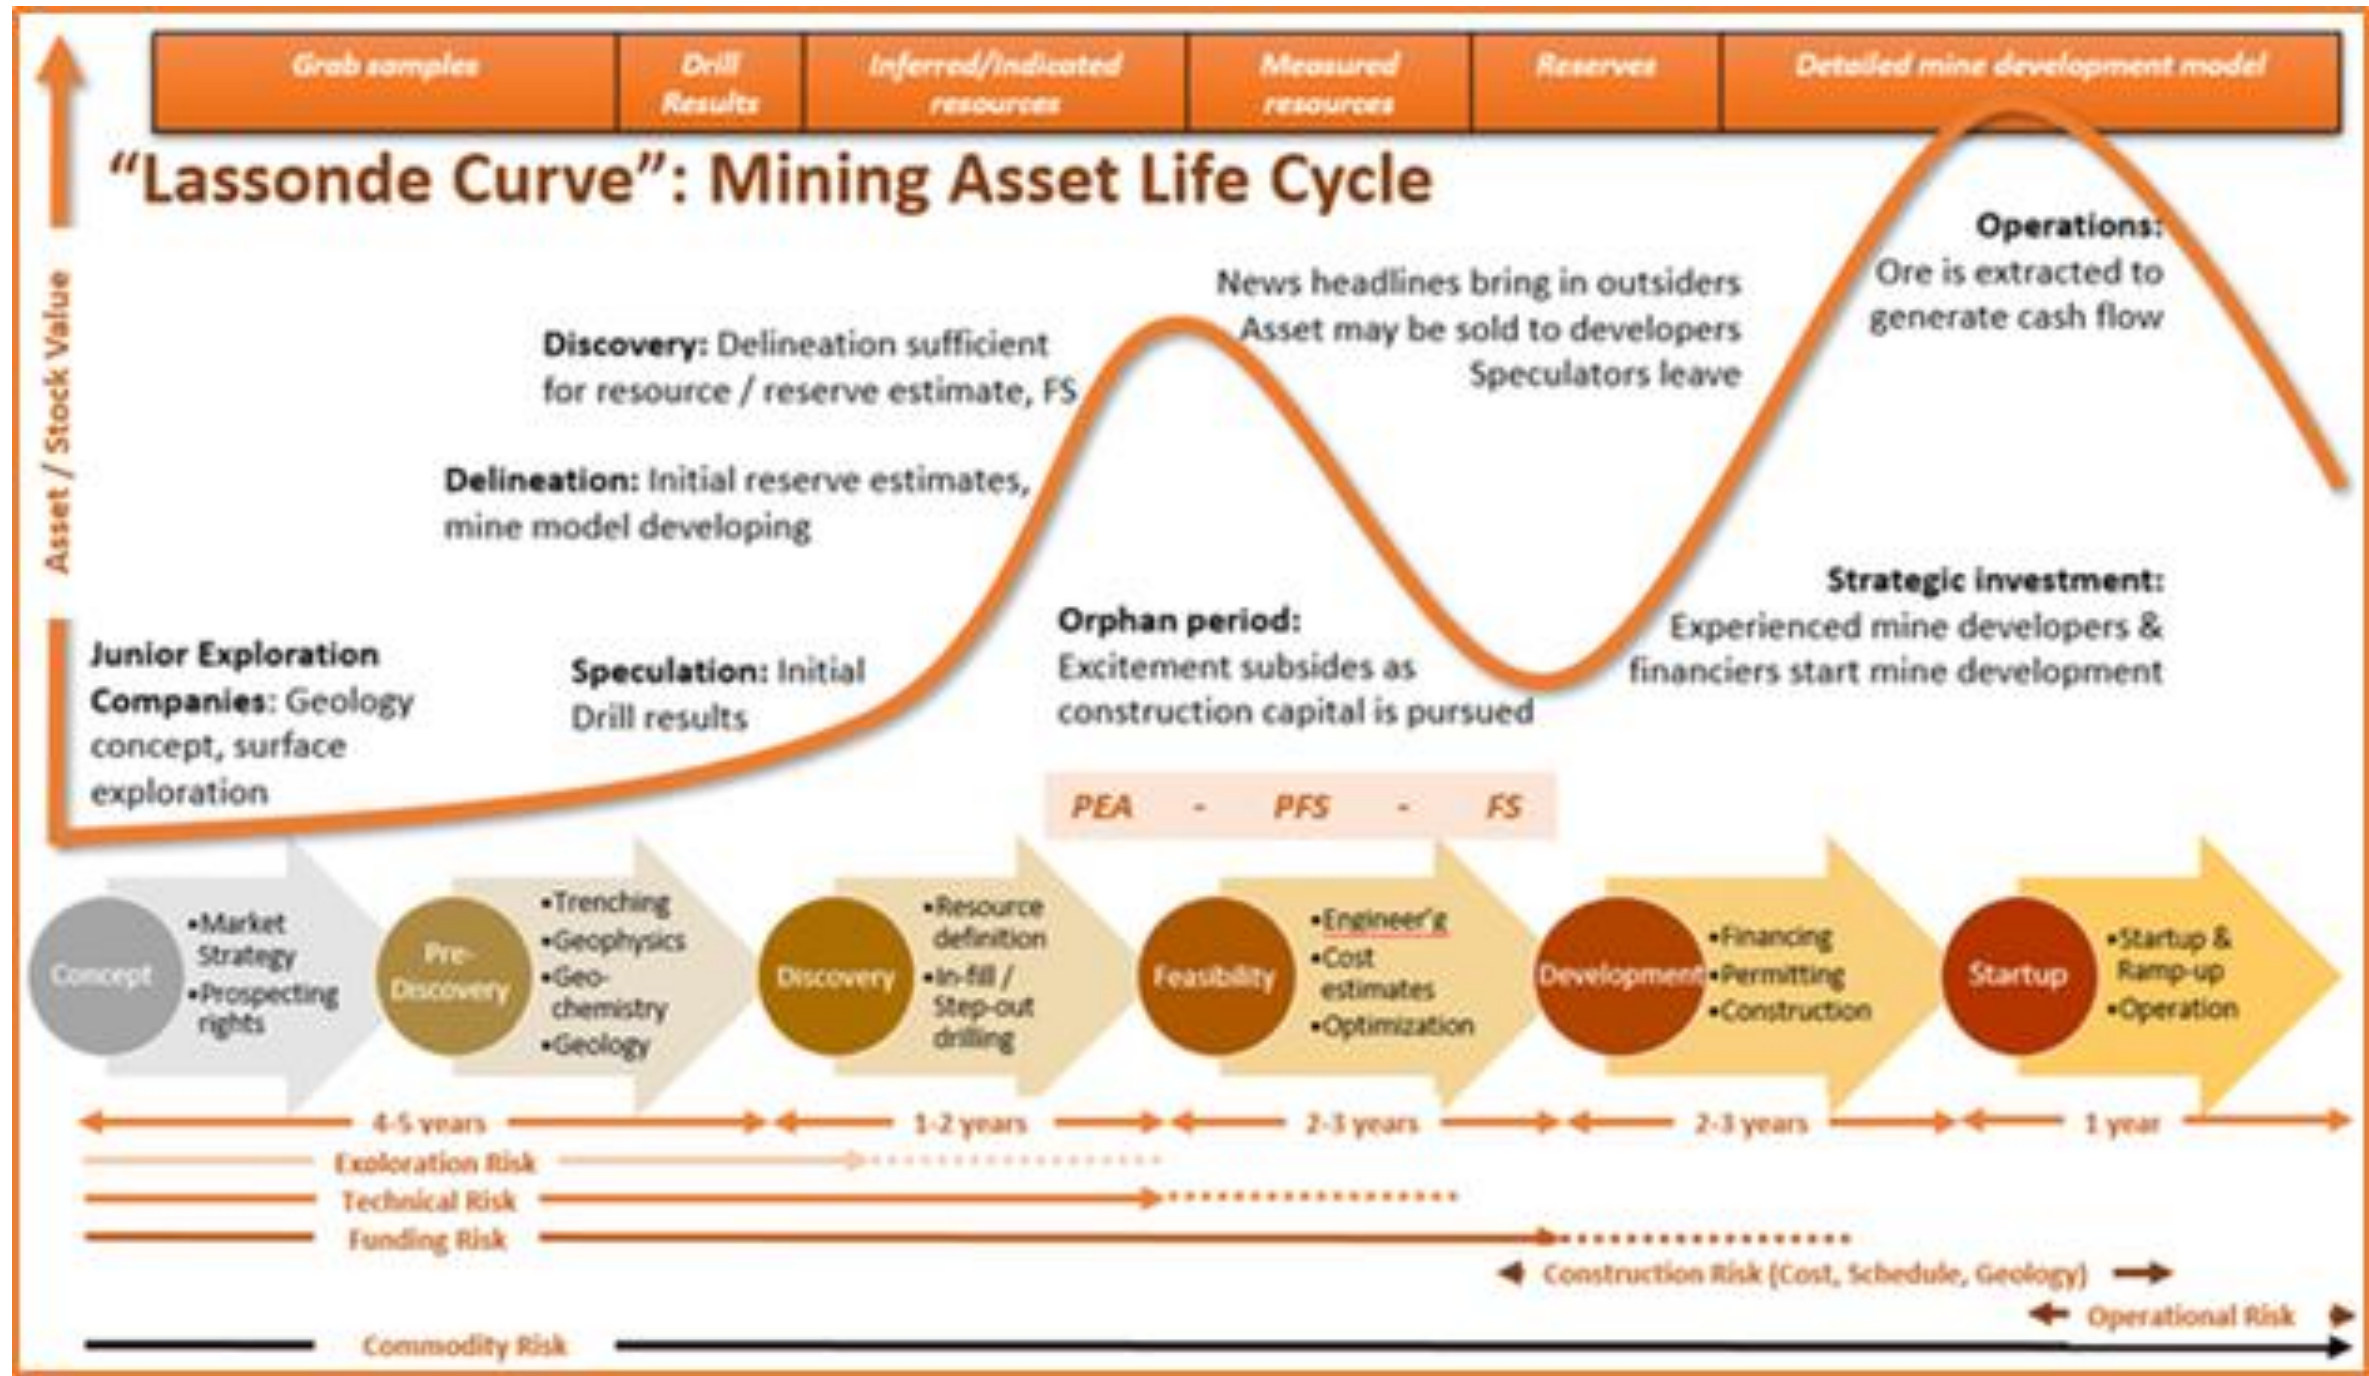 Grab samples
Drill
Results
Inferred/Indicated
resources
Measured
resources
Reserves
Detailed mine development model
“Lassonde Curve”: Mining Asset Life Cycle
Asset / Stock Value
Operations:
Ore is extracted to
generate cash flow
News headlines bring in outsiders
Asset may be sold to developers
Speculators leave
Discovery: Delineation sufficient
for resource / reserve estimate, FS
Delineation: Initial reserve estimates,
mine model developing
Strategic investment:
Experienced mine developers &
financiers start mine development
Orphan period:
Excitement subsides as
construction capital is pursued
Junior Exploration
Companies: Geology
concept, surface
exploration
Speculation: Initial
Drill results
PEA - PFS - FS
Concept
•Market
Strategy
•Prospecting
rights
Pre-
Discovery
•Trenching
•Geophysics
•Geo-
chemistry
•Geology
Discovery
•Resource
definition
•In-fill /
Step-out
drilling
Feasibility
•Engineer'g
•Cost
estimates
•Optimization
Development
•Financing
•Permitting
•Construction
Startup
•Startup &
Ramp-up
•Operation
4-5 years
1-2 years
2-3 years
2-3 years
1 year
Exploration Risk
Technical Risk
Funding Risk
Construction Risk (Cost, Schedule, Geology)
Operational Risk
Commodity Risk